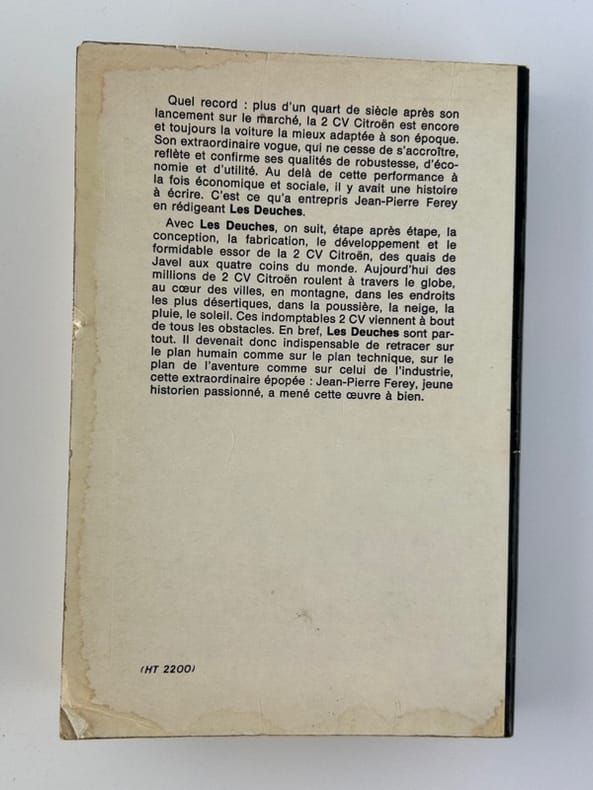 Quel record : plus d'un quart de siècle après son
lancement sur le marché, la 2 CV Citroën est encore
et toujours la voiture la mieux adaptée à son époque.
Son extraordinaire vogue, qui ne cesse de s'accroître,
reflète et confirme ses qualités de robustesse, d'éco-
nomie et d'utilité. Au delà de cette performance à
la fois économique et sociale, il y avait une histoire
à écrire. C'est ce qu'a entrepris Jean-Pierre Ferey
en rédigeant Les Deuches.
Avec Les Deuches, on suit, étape après étape, la
conception, la fabrication, le développement et le
formidable essor de la 2 CV Citroën, des quais de
Javel aux quatre coins du monde. Aujourd'hui des
millions de 2 CV Citroën roulent à travers le globe,
au cœur des villes, en montagne, dans les endroits
les plus désertiques, dans la poussière, la neige, la
pluie, le soleil. Ces indomptables 2 CV viennent à bout
de tous les obstacles. En bref, Les Deuches sont par-
tout. Il devenait donc indispensable de retracer sur
le plan humain comme sur le plan technique, sur le
plan de l'aventure comme sur celui de l'industrie,
cette extraordinaire épopée : Jean-Pierre Ferey, jeune
historien passionné, a mené cette œuvre à bien.
(HT 2200)